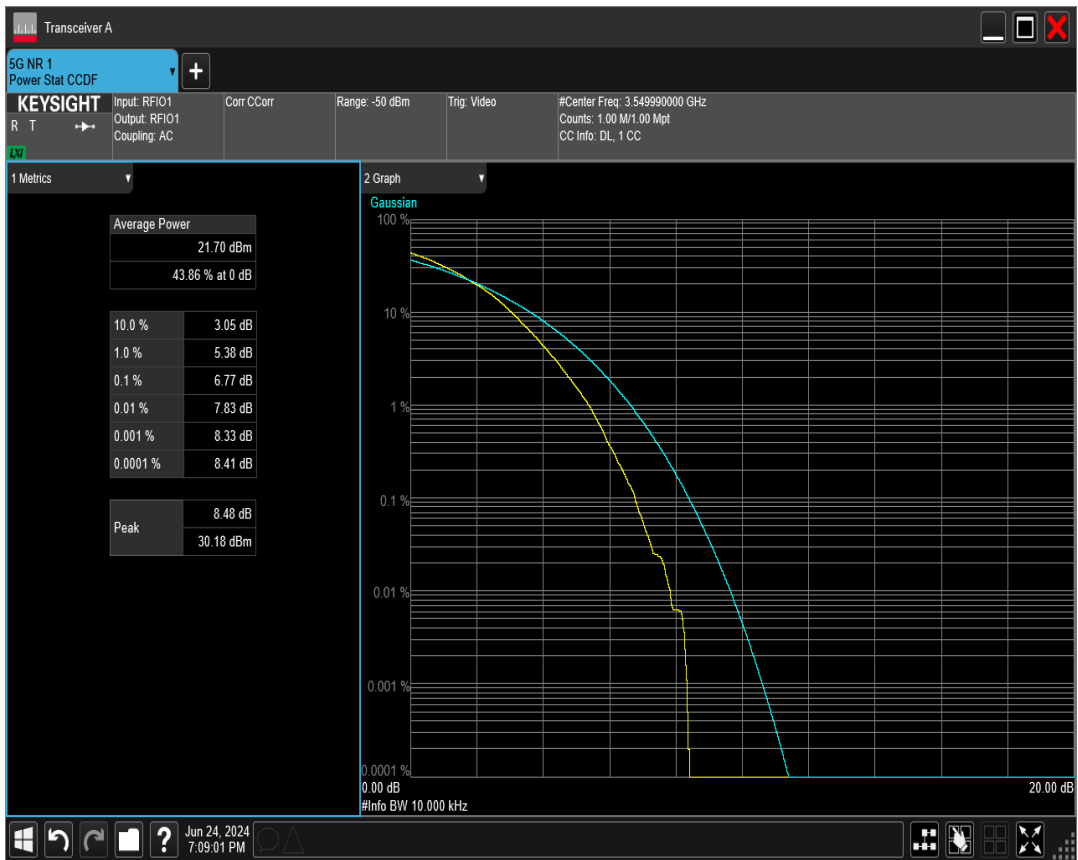 Transceiver A
5G NR 1
Power Stat CCDF
KEYSIGHT
R T
LXI
Input: RFIO1
Output: RFIO1
Coupling: AC
Corr CCorr
Range: -50 dBm
Trig: Video
#Center Freq: 3.549990000 GHz
Counts: 1.00 M/1.00 Mpt
CC Info: DL, 1 CC
1 Metrics
Average Power
21.70 dBm
43.86 % at 0 dB
10.0 % 3.05 dB
1.0 % 5.38 dB
0.1 % 6.77 dB
0.01 % 7.83 dB
0.001 % 8.33 dB
0.0001 % 8.41 dB
Peak
8.48 dB
30.18 dBm
2 Graph
Gaussian
100 %
10 %
1 %
0.1 %
0.01 %
0.001 %
0.0001 %
0.00 dB
20.00 dB
#Info BW 10.000 kHz
?
Jun 24, 2024
7:09:01 PM